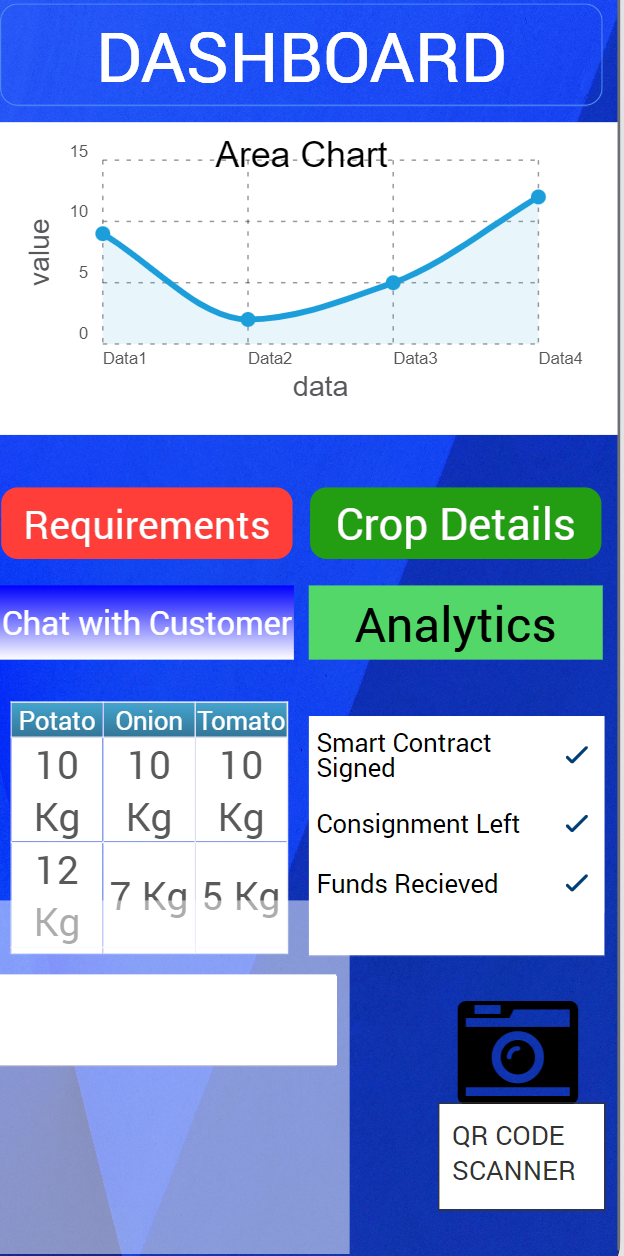 DASHBOARD
Area Chart
15
10
5
0
value
Data1 Data2 Data3 Data4
data
Requirements
Crop Details
Chat with Customer
Analytics
Potato Onion Tomato
10 Kg 10 Kg 10 Kg
12 Kg 7 Kg 5 Kg
Smart Contract
Signed
Consignment Left
Funds Recieved
QR CODE
SCANNER